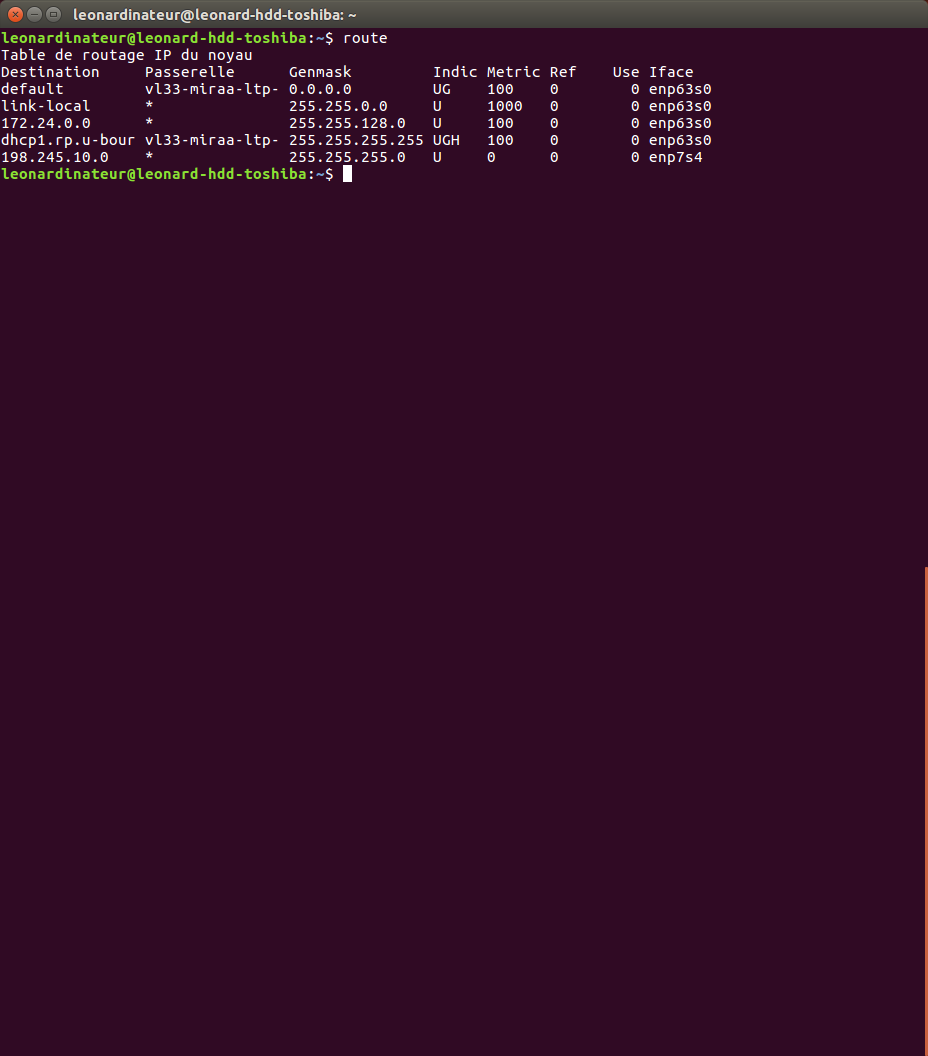 leonardinateur@leonard-hdd-toshiba: ~
leonardinateur@leonard-hdd-toshiba:~$ route
Table de routage IP du noyau
Destination     Passerelle      Genmask         Indic Metric Ref    Use Iface
default         vl33-miraa-ltp- 0.0.0.0         UG    100    0        0 enp63s0
link-local      *               255.255.0.0     U     1000   0        0 enp63s0
172.24.0.0      *               255.255.128.0   U     100    0        0 enp63s0
dhcp1.rp.u-bour vl33-miraa-ltp- 255.255.255.255 UGH   100    0        0 enp63s0
198.245.10.0    *               255.255.255.0   U     0      0        0 enp7s4
leonardinateur@leonard-hdd-toshiba:~$